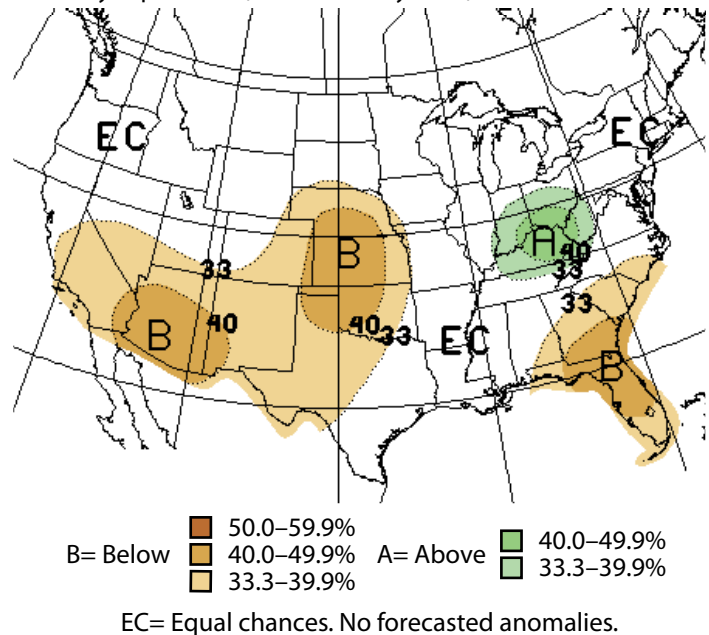 EC
EC
B
A
40
33
33
33
B
40
40
33
EC
B
50.0–59.9%
B= Below
40.0–49.9%
33.3–39.9%
A= Above
40.0–49.9%
33.3–39.9%
EC= Equal chances. No forecasted anomalies.